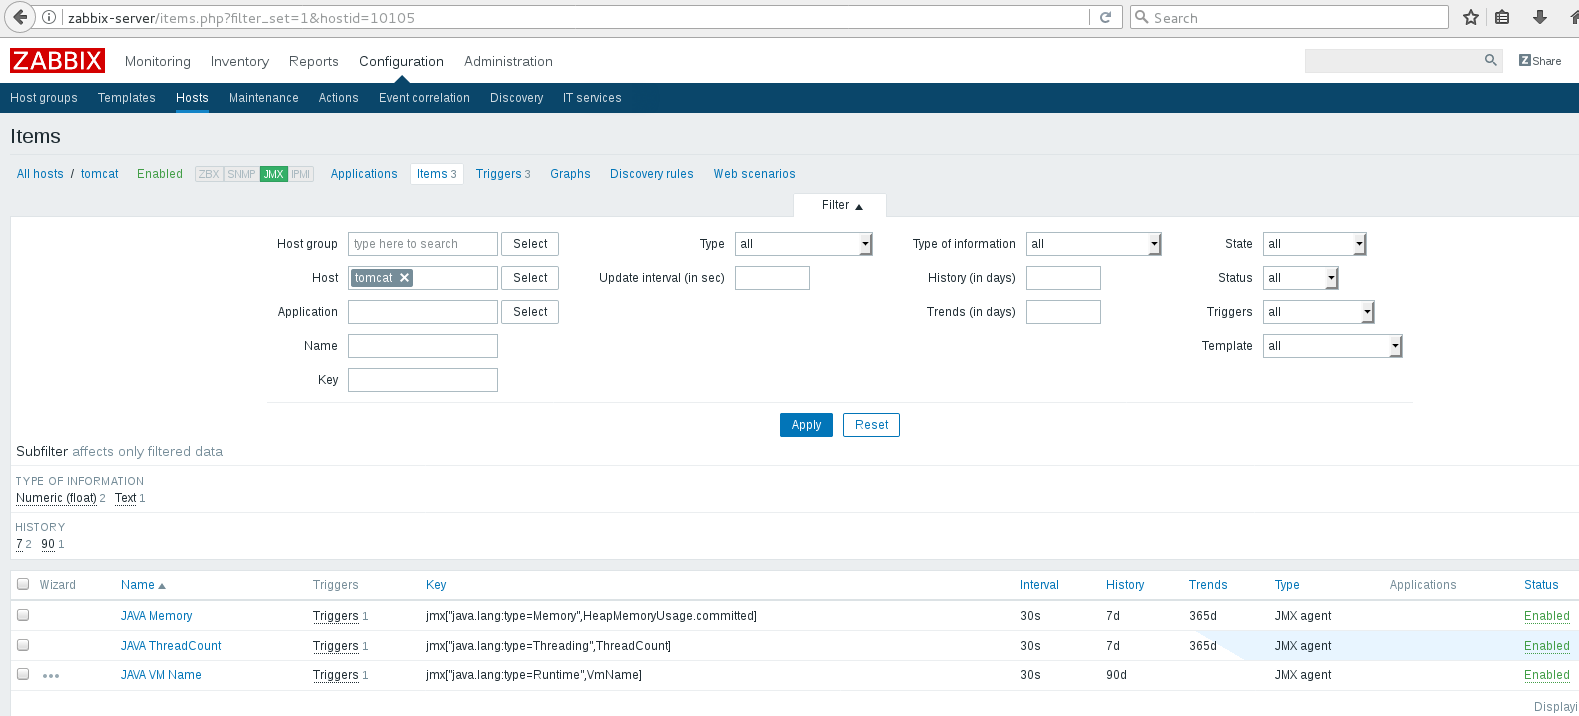 zabbix-server/items.php?filter_set=1&hostid=10105 Search
ZABBIX Monitoring Inventory Reports Configuration Administration Z Share
Host groups Templates Hosts Maintenance Actions Event correlation Discovery IT services
Items
All hosts / tomcat Enabled ZBX SNMP JMX IPMI Applications Items 3 Triggers 3 Graphs Discovery rules Web scenarios
Filter
Host group type here to search Select Type all Type of information all State all
Host tomcat Select Update interval (in sec) History (in days) Status all
Application Select Trends (in days) Triggers all
Name Template all
Key
Apply Reset
Subfilter affects only filtered data
TYPE OF INFORMATION
Numeric (float) 2 Text 1
HISTORY
7 2 90 1
Wizard Name Triggers Key Interval History Trends Type Applications Status
JAVA Memory Triggers 1 jmx["java.lang:type=Memory",HeapMemoryUsage.committed] 30s 7d 365d JMX agent Enabled
JAVA ThreadCount Triggers 1 jmx["java.lang:type=Threading",ThreadCount] 30s 7d 365d JMX agent Enabled
JAVA VM Name Triggers 1 jmx["java.lang:type=Runtime",VmName] 30s 90d JMX agent Enabled
Displayi